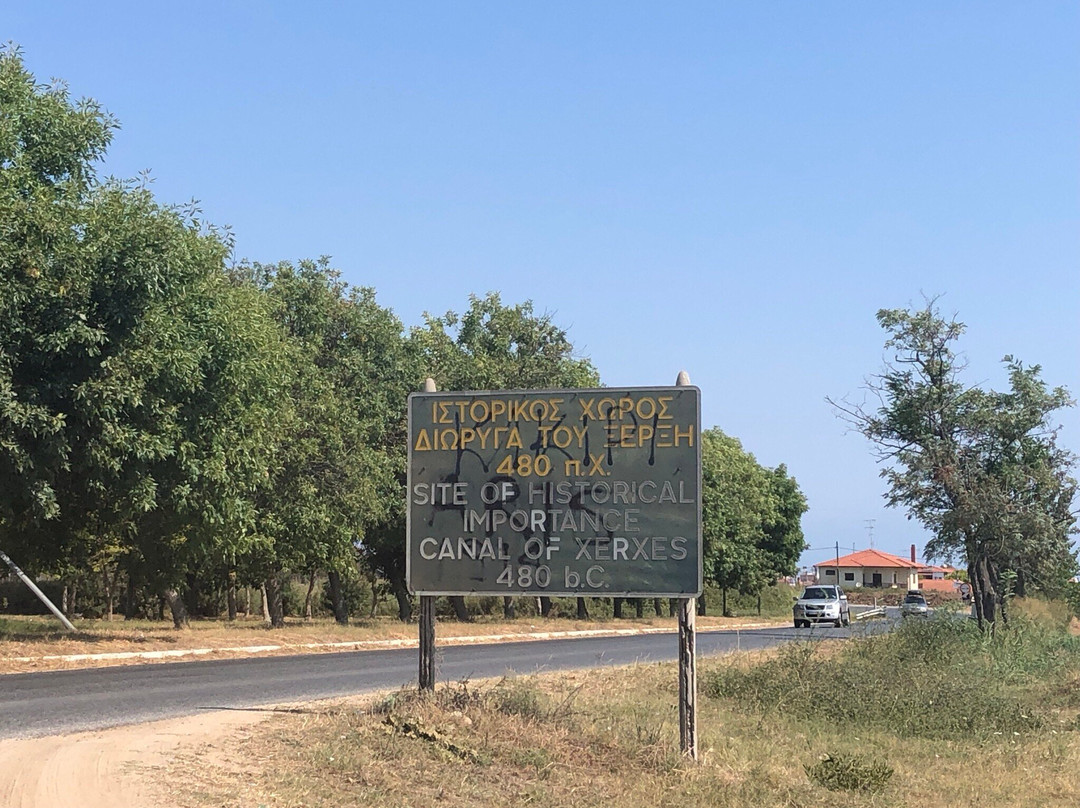 ΙΣΤΟΡΙΚΟΣ ΧΩΡΟΣ
ΔΙΩΡΥΓΑ ΤΟΥ ΞΕΡΞΗ
480 π.Χ.
SITE OF HISTORICAL
IMPORTANCE
CANAL OF XERXES
480 b.C.